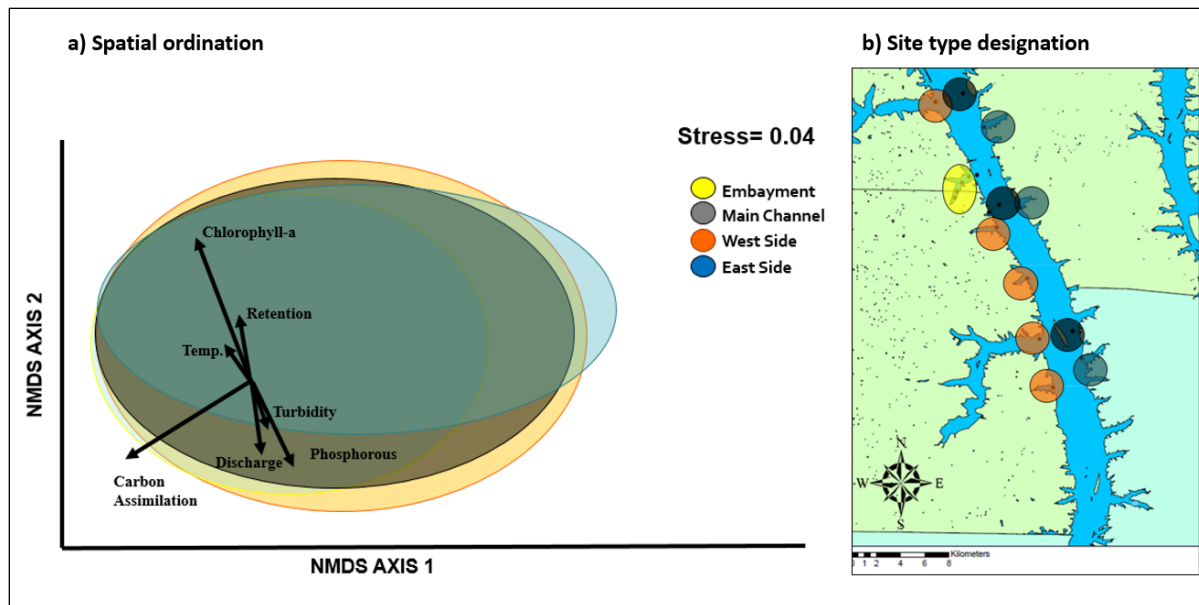 a) Spatial ordination
b) Site type designation
Stress= 0.04
Embayment
Main Channel
West Side
East Side
Chlorophyll-a
Retention
Temp.
Turbidity
Discharge
Phosphorous
Carbon
Assimilation
NMDS AXIS 2
NMDS AXIS 1
N
W E
S
Kilometers
0 1 2 4 6 8